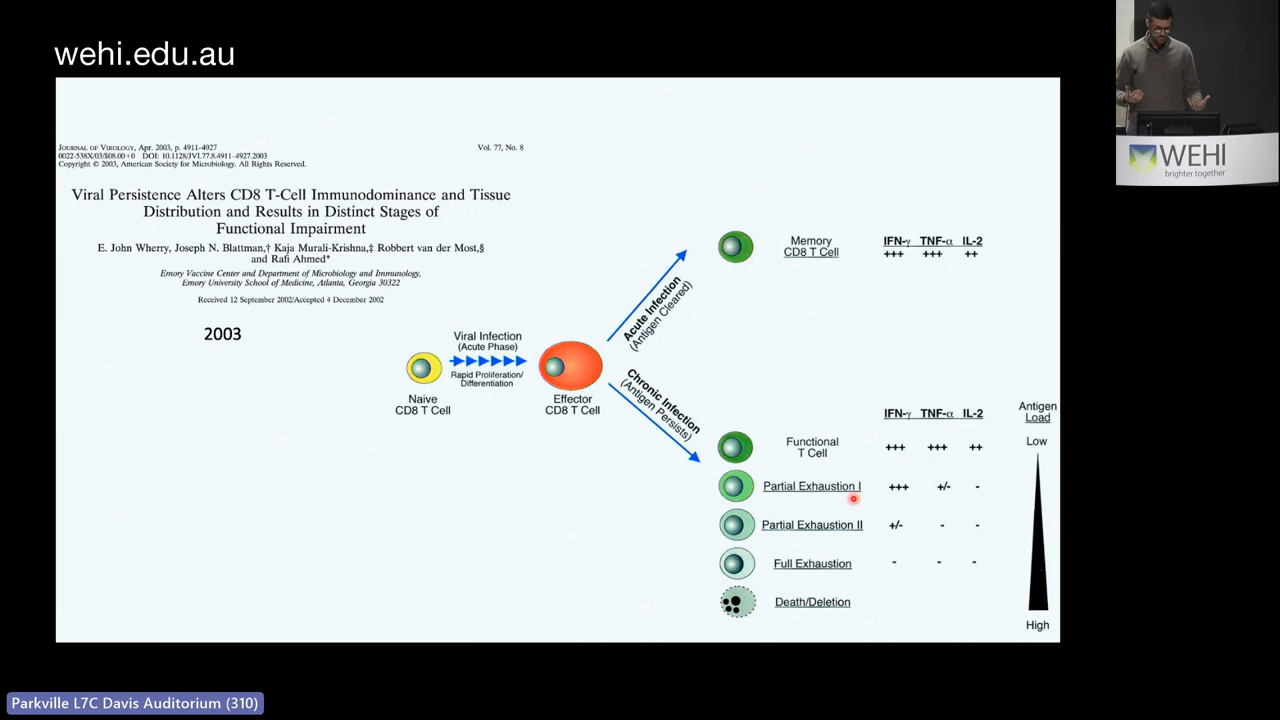 wehi.edu.au
JOURNAL OF VIROLOGY, Apr. 2003, p. 4911–4927
Vol. 77, No. 8
0022-538X/03/$08.00+0 DOI: 10.1128/JVI.77.8.4911–4927.2003
Copyright © 2003, American Society for Microbiology. All Rights Reserved.
Viral Persistence Alters CD8 T-Cell Immunodominance and Tissue
Distribution and Results in Distinct Stages of
Functional Impairment
E. John Wherry, Joseph N. Blattman,† Kaja Murali-Krishna,‡ Robbert van der Most,§
and Rafi Ahmed*
Emory Vaccine Center and Department of Microbiology and Immunology,
Emory University School of Medicine, Atlanta, Georgia 30322
Received 12 September 2002/Accepted 4 December 2002
2003
Viral Infection
(Acute Phase)
Rapid Proliferation/
Differentiation
Naive
CD8 T Cell
Effector
CD8 T Cell
Acute Infection
(Antigen Cleared)
Chronic Infection
(Antigen Persists)
Memory
CD8 T Cell
IFN-γ TNF-α IL-2
+++ +++ ++
IFN-γ TNF-α IL-2
Antigen
Load
Functional
T Cell
+++ +++ ++
Low
Partial Exhaustion I
+++ +/- -
Partial Exhaustion II
+/- - -
Full Exhaustion
- - -
Death/Deletion
High
WEHI
brighter together
Parkville L7C Davis Auditorium (310)